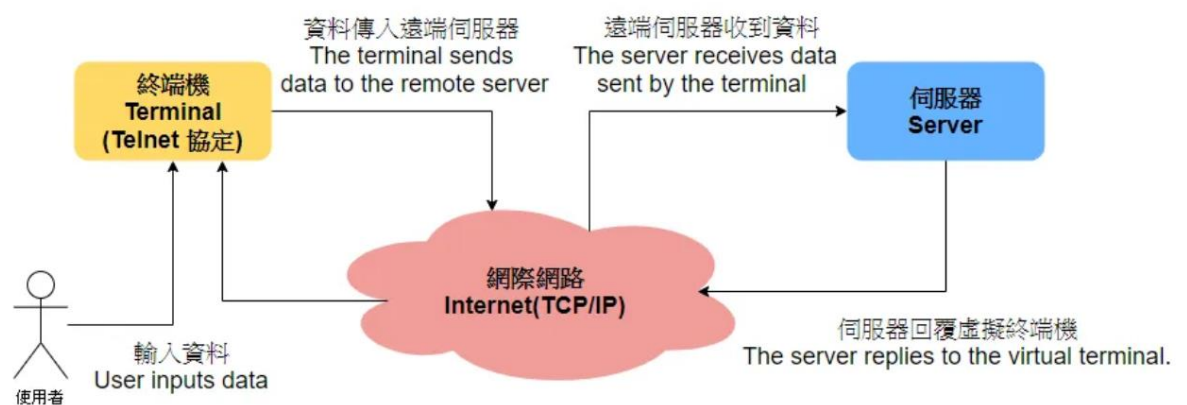 資料傳入遠端伺服器
The terminal sends
data to the remote server
遠端伺服器收到資料
The server receives data
sent by the terminal
終端機
Terminal
(Telnet 協定)
伺服器
Server
網際網路
Internet(TCP/IP)
輸入資料
User inputs data
使用者
伺服器回覆虛擬終端機
The server replies to the virtual terminal.